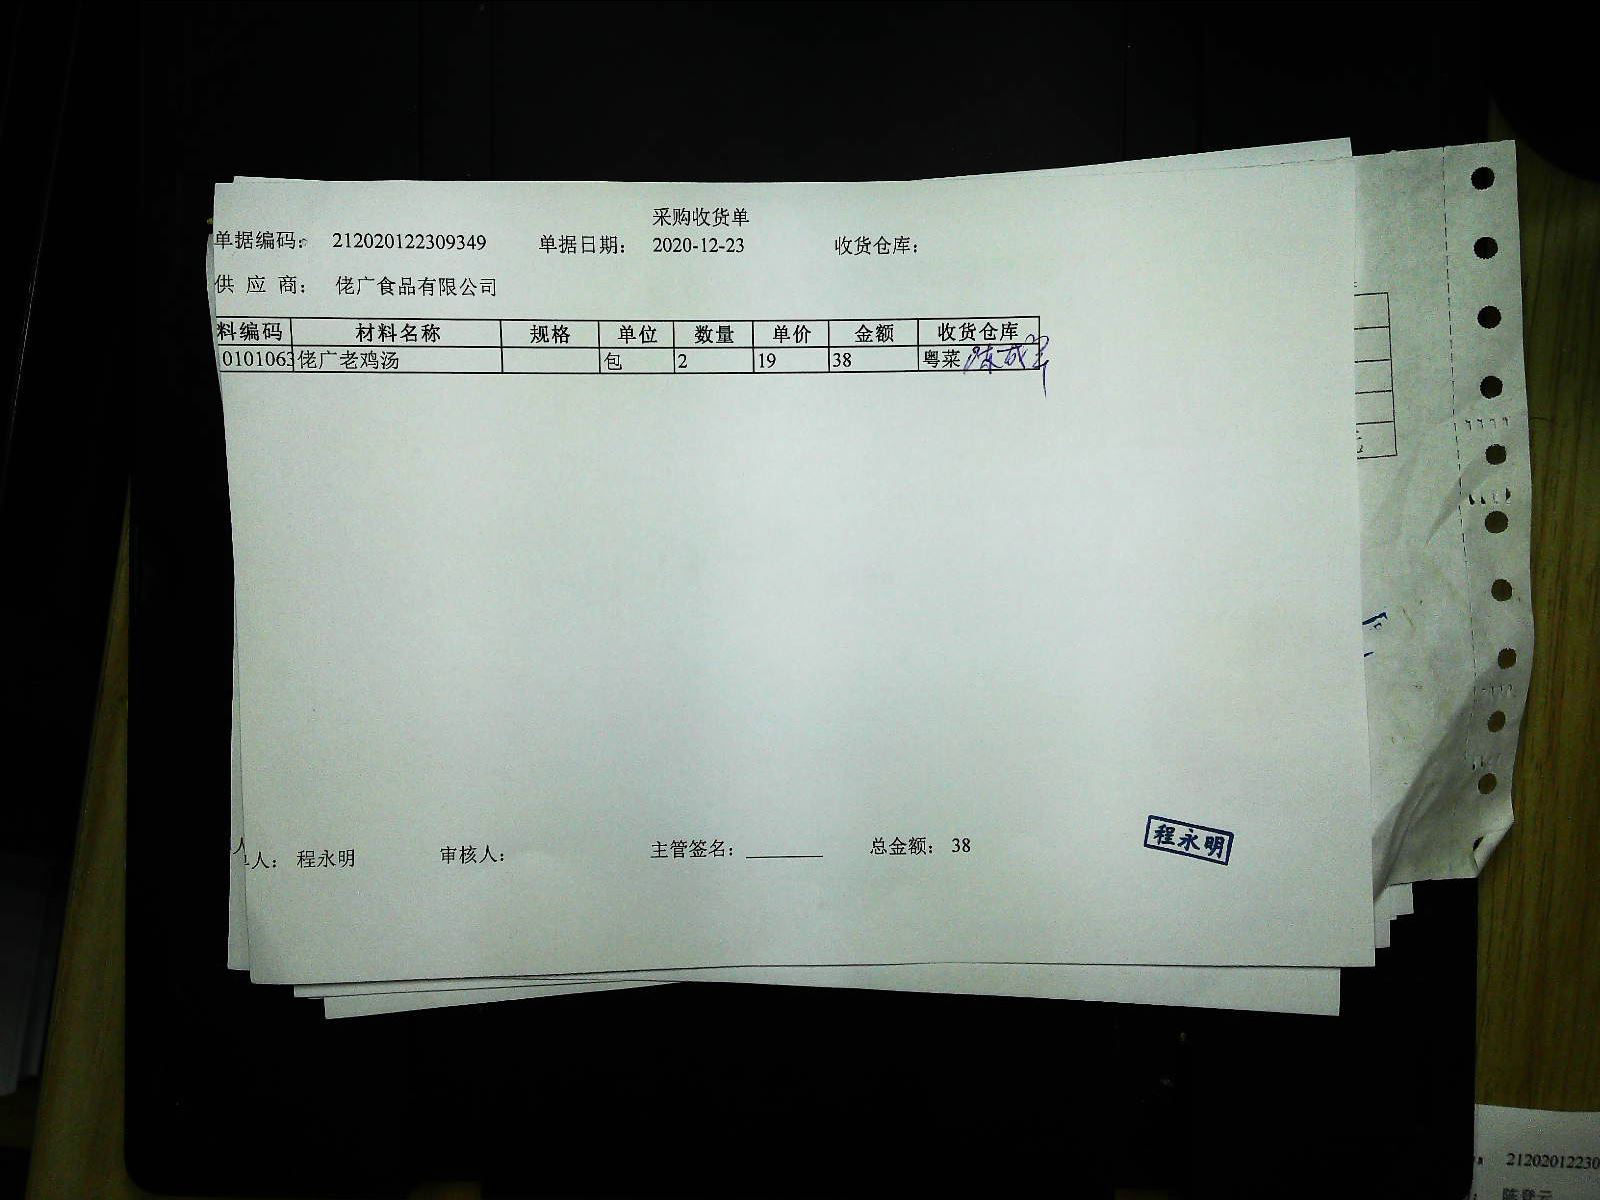 采购收货单
单据编码： 212020122309349 单据日期： 2020-12-23 收货仓库：
供 应 商： 佬广食品有限公司
料编码 材料名称 规格 单位 数量 单价 金额 收货仓库
0101063 佬广老鸡汤 包 2 19 38 粤菜
人： 程永明 审核人： 主管签名： 总金额： 38
程永明
21202012230